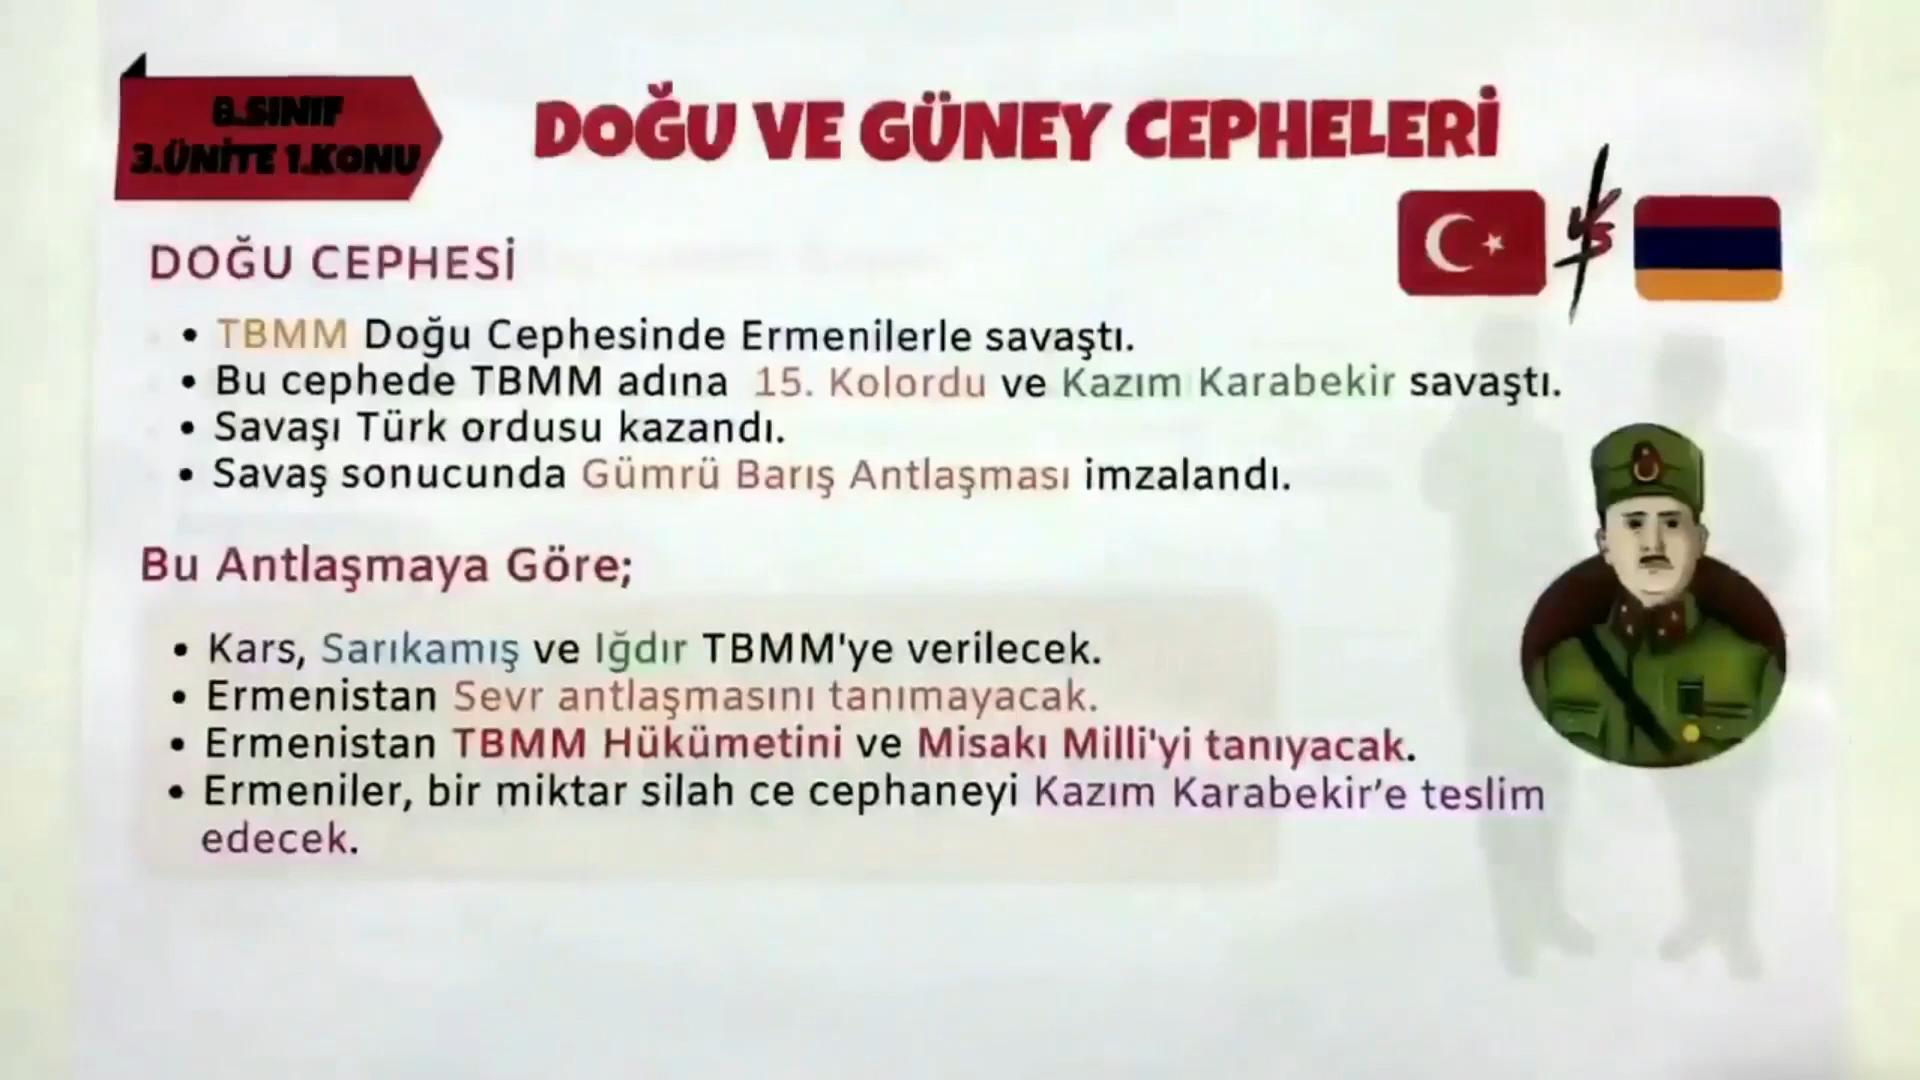 8.SINIF
3.ÜNİTE 1.KONU
DOĞU VE GÜNEY CEPHELERİ
VS
DOĞU CEPHESİ
• TBMM Doğu Cephesinde Ermenilerle savaştı.
• Bu cephede TBMM adına 15. Kolordu ve Kazım Karabekir savaştı.
• Savaşı Türk ordusu kazandı.
• Savaş sonucunda Gümrü Barış Antlaşması imzalandı.
Bu Antlaşmaya Göre;
• Kars, Sarıkamış ve Iğdır TBMM'ye verilecek.
• Ermenistan Sevr antlaşmasını tanımayacak.
• Ermenistan TBMM Hükümetini ve Misakı Milli'yi tanıyacak.
• Ermeniler, bir miktar silah ce cephaneyi Kazım Karabekir’e teslim
edecek.